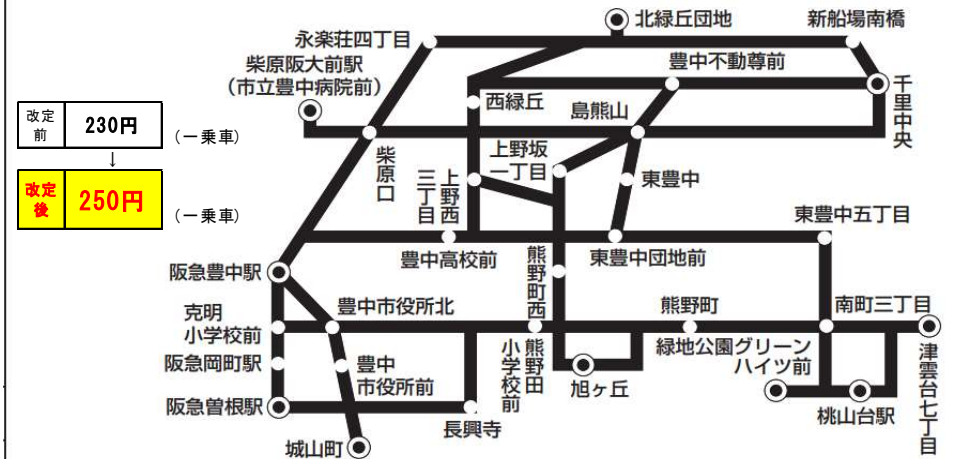 北緑丘団地
新船場南橋
永楽荘四丁目
柴原阪大前駅
(市立豊中病院前)
豊中不動尊前
千里中央
西緑丘
島熊山
改定
前
230円
(一乗車)
↓
改定
後
250円
(一乗車)
柴原口
上野坂
一丁目
上野西
三丁目
東豊中
東豊中五丁目
豊中高校前
東豊中団地前
阪急豊中駅
熊野町西
克明
小学校前
豊中市役所北
熊野町
南町三丁目
阪急岡町駅
豊中
市役所前
熊野田
小学校前
旭ヶ丘
緑地公園グリーン
ハイツ前
津雲台七丁目
阪急曽根駅
長興寺
桃山台駅
城山町